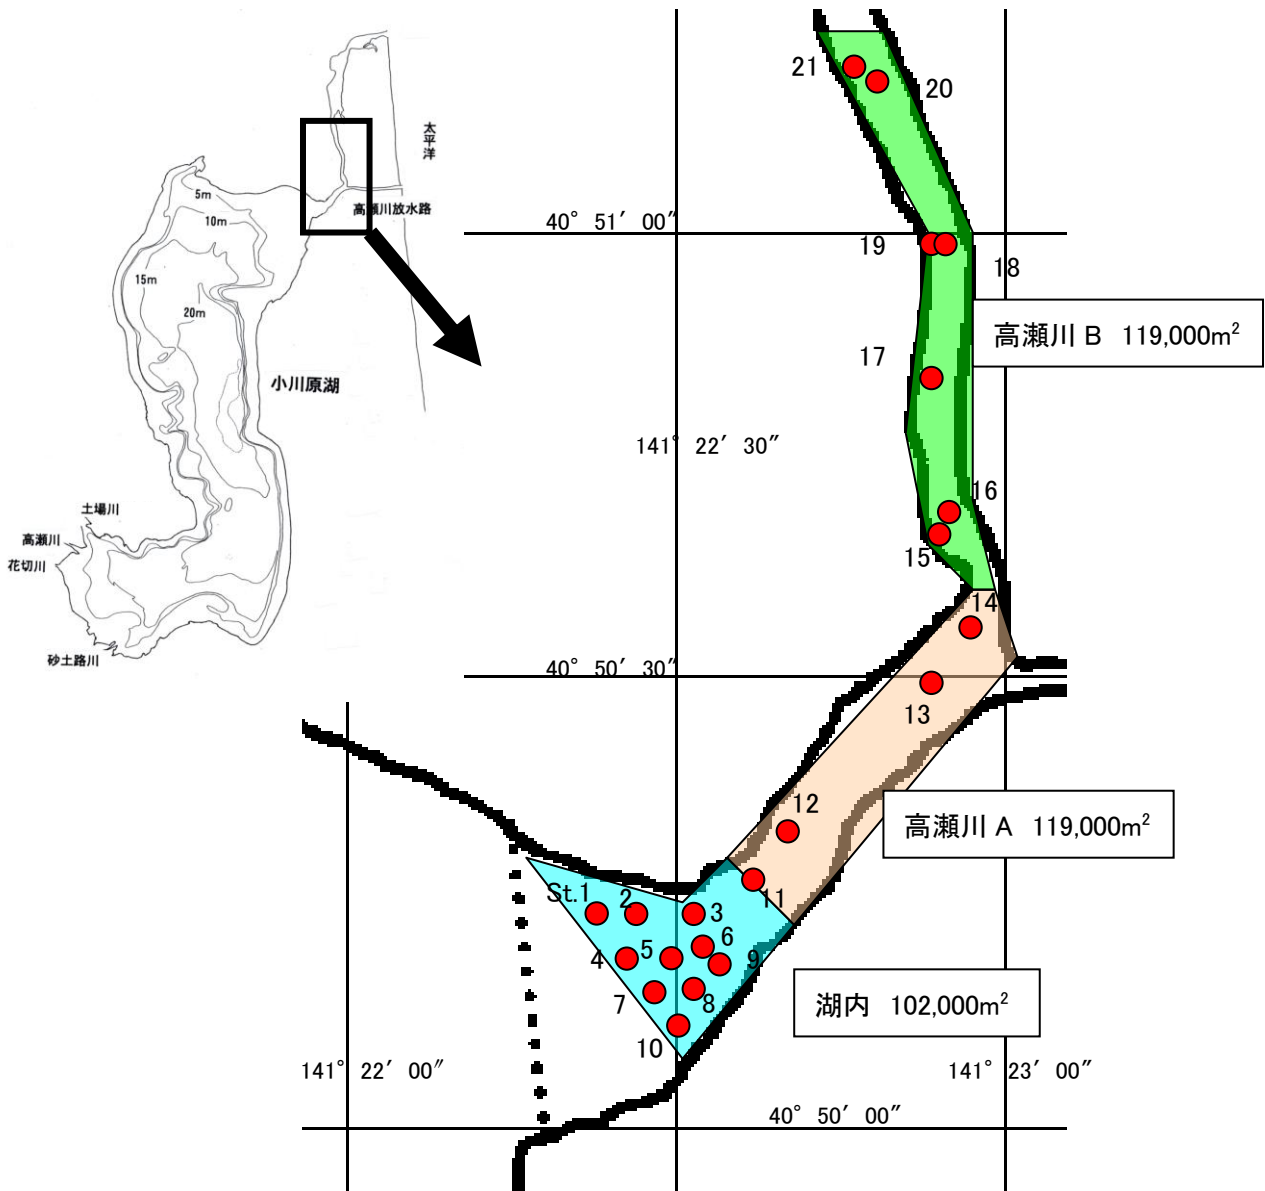 太平洋
5m
10m
高瀬川放水路
15m
20m
小川原湖
土場川
高瀬川
花切川
砂土路川
21
20
40° 51′ 00″
19
18
高瀬川 B 119,000m²
17
141° 22′ 30″
16
15
14
40° 50′ 30″
13
12
高瀬川 A 119,000m²
St.1
2
3
11
4
5
6
9
7
8
湖内 102,000m²
10
141° 22′ 00″
141° 23′ 00″
40° 50′ 00″